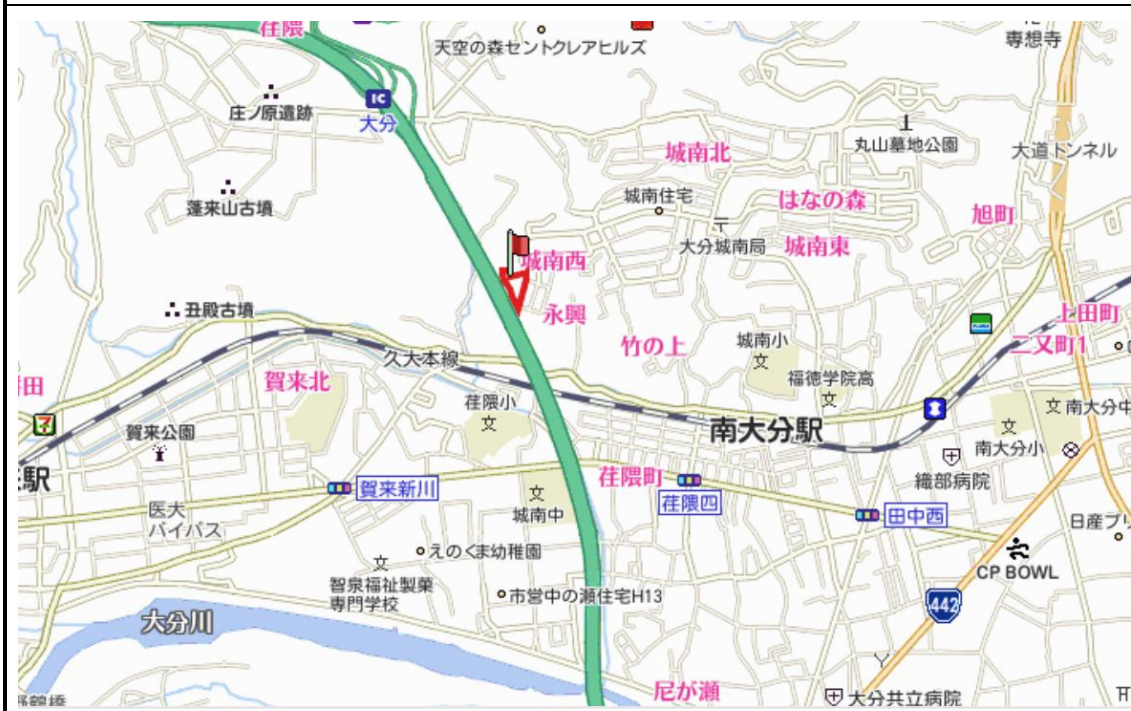 荏隈
天空の森セントクレアヒルズ
専想寺
IC
大分
庄ノ原遺跡
丸山墓地公園
大道トンネル
城南北
城南住宅
はなの森
旭町
蓬来山古墳
大分城南局
城南東
城南西
永興
丑殿古墳
竹の上
城南小
上田町
二又町1
久大本線
賀来北
福徳学院高
荏隈小
7
賀来公園
南大分駅
南大分中
南大分小
駅
織部病院
荏隈町
賀来新川
荏隈四
城南中
田中西
医大
バイパス
日産プリ
えのくま幼稚園
CP BOWL
智泉福祉製菓
専門学校
市営中の瀬住宅H13
442
大分川
尼が瀬
大分共立病院